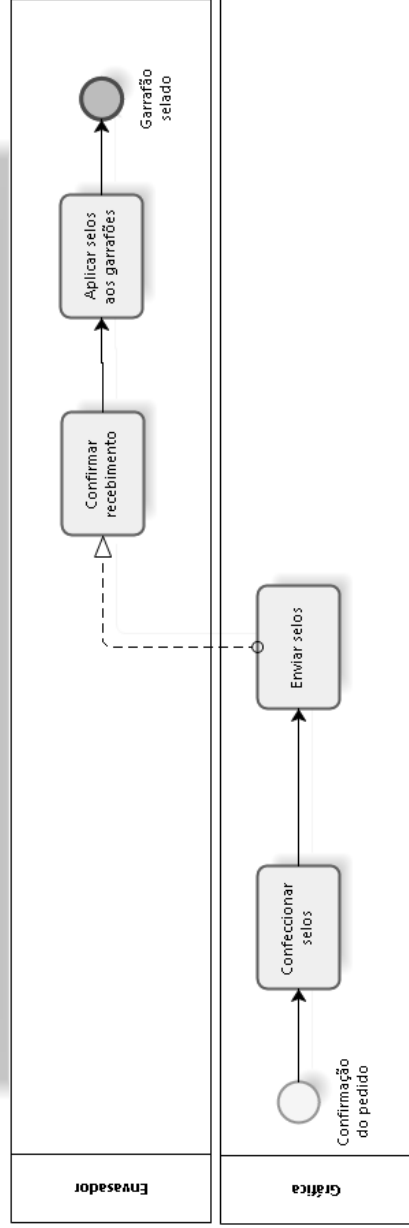 Envasador
Confirmar
recebimento
Aplicar selos
aos garrafões
Garrafão
selado
Gráfica
Confirmação
do pedido
Confeccionar
selos
Enviar selos